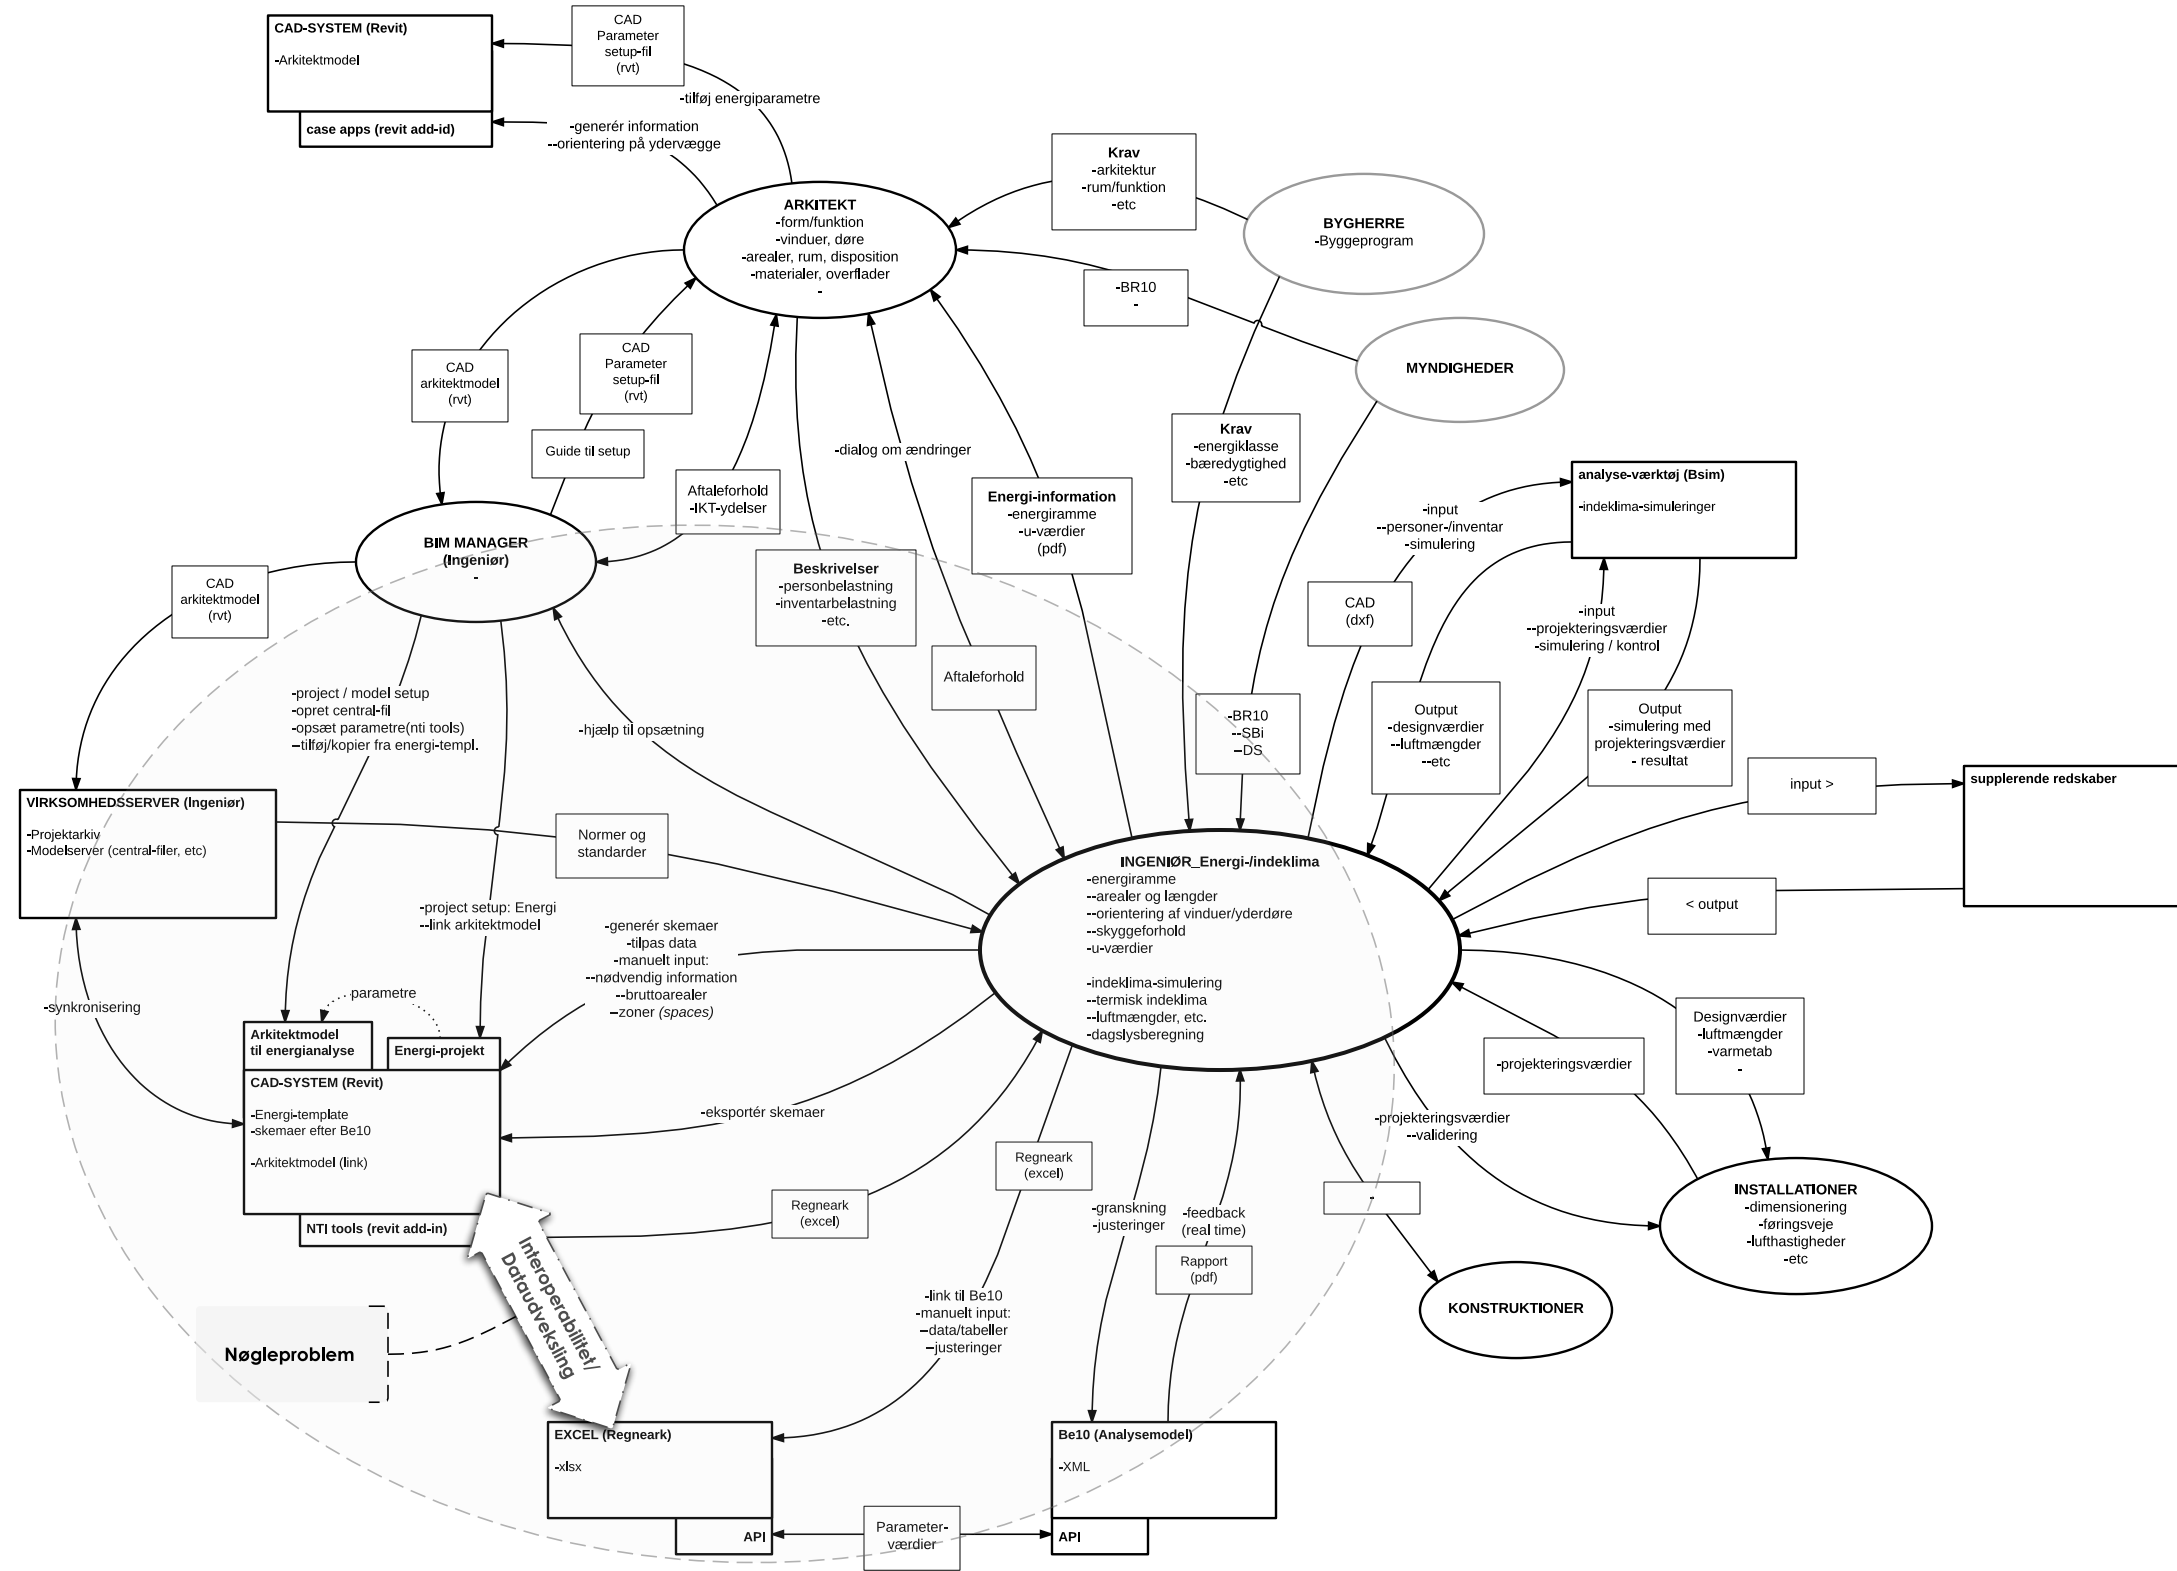 CAD-SYSTEM (Revit)
-Arkitektmodel
case apps (revit add-id)
CAD
Parameter
setup-fil
(rvt)
-tilføj energiparametre
-generér information
--orientering på ydervægge
ARKITEKT
-form/funktion
-vinduer, døre
-arealer, rum, disposition
-materialer, overflader
-
Krav
-arkitektur
-rum/funktion
-etc
BYGHERRE
-Byggeprogram
-BR10
-
MYNDIGHEDER
CAD
arkitektmodel
(rvt)
CAD
Parameter
setup-fil
(rvt)
Guide til setup
Aftaleforhold
-IKT-ydelser
-dialog om ændringer
Energi-information
-energiramme
-u-værdier
(pdf)
Krav
-energiklasse
-bæredygtighed
-etc
analyse-værktøj (Bsim)
-indeklima-simuleringer
-input
--personer-/inventar
-simulering
BIM MANAGER
(Ingeniør)
-
CAD
arkitektmodel
(rvt)
Beskrivelser
-personbelastning
-inventarbelastning
-etc.
Aftaleforhold
CAD
(dxf)
-input
--projekteringsværdier
-simulering / kontrol
-project / model setup
-opret central-fil
-opsæt parametre(nti tools)
--tilføj/kopier fra energi-templ.
-hjælp til opsætning
-BR10
--SBi
--DS
Output
-designværdier
--luftmængder
--etc
Output
-simulering med
projekteringsværdier
- resultat
input >
supplerende redskaber
< output
VIRKSOMHEDSSERVER (Ingeniør)
-Projektarkiv
-Modelserver (central-filer, etc)
Normer og
standarder
-project setup: Energi
--link arkitektmodel
-generér skemaer
-tilpas data
-manuelt input:
--nødvendig information
--bruttoarealer
--zoner (spaces)
INGENIØR_Energi-/indeklima
-energiramme
--arealer og længder
--orientering af vinduer/yderdøre
--skyggeforhold
-u-værdier
-indeklima-simulering
--termisk indeklima
--luftmængder, etc.
-dagslysberegning
-synkronisering
parametre
Arkitektmodel
til energianalyse
Energi-projekt
CAD-SYSTEM (Revit)
-Energi-template
-skemaer efter Be10
-Arkitektmodel (link)
NTI tools (revit add-in)
-eksportér skemaer
Regneark
(excel)
Regneark
(excel)
-projekteringsværdier
Designværdier
-luftmængder
-varmetab
-
-projekteringsværdier
--validering
-
INSTALLATIONER
-dimensionering
-føringsveje
-lufthastigheder
-etc
KONSTRUKTIONER
-granskning
-justeringer
-feedback
(real time)
Rapport
(pdf)
-link til Be10
-manuelt input:
--data/tabeller
--justeringer
Interoperabilitet/
Dataudveksling
Nøgleproblem
EXCEL (Regneark)
-xlsx
API
Parameter-
værdier
Be10 (Analysemodel)
-XML
API